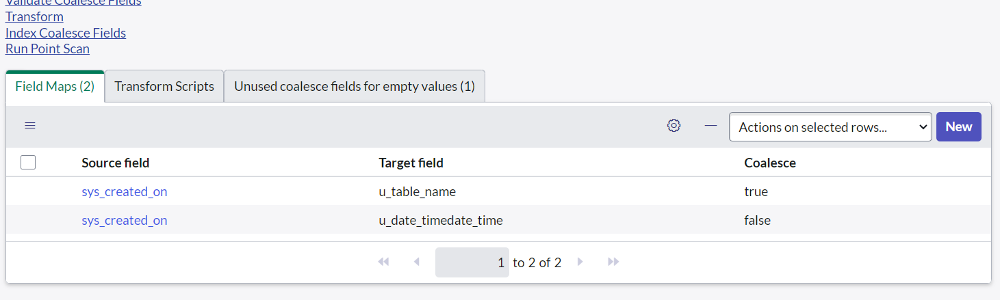 Validate Coalesce Fields
Transform
Index Coalesce Fields
Run Point Scan
Field Maps (2)
Transform Scripts
Unused coalesce fields for empty values (1)
Actions on selected rows...
New
Source field
Target field
Coalesce
sys_created_on
u_table_name
true
sys_created_on
u_date_timedate_time
false
1 to 2 of 2